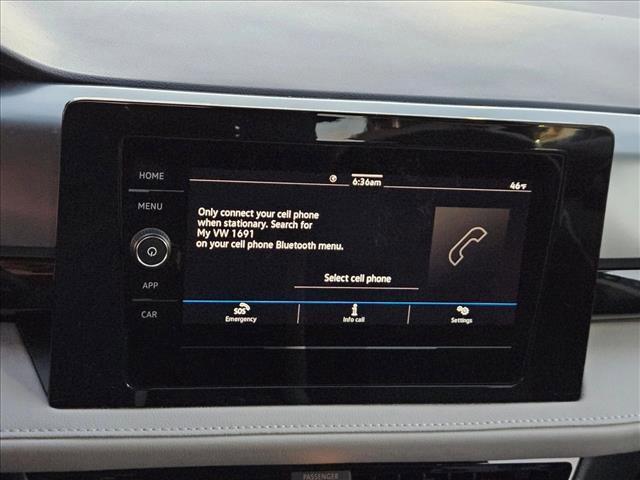 6:36am
46°F
HOME
MENU
APP
CAR
Only connect your cell phone
when stationary. Search for
My VW 1691
on your cell phone Bluetooth menu.
Select cell phone
SOS
Emergency
Info call
Settings
PASSENGER